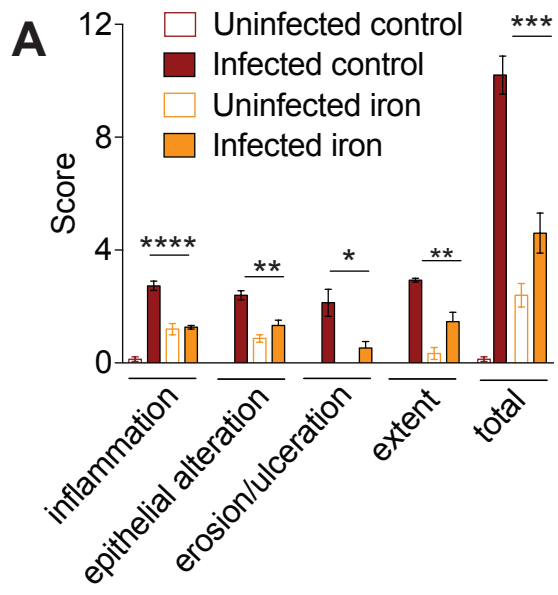 A
12
8
4
0
Score
Uninfected control
Infected control
Uninfected iron
Infected iron
****
**
*
**
***
inflammation
epithelial alteration
erosion/ulceration
extent
total